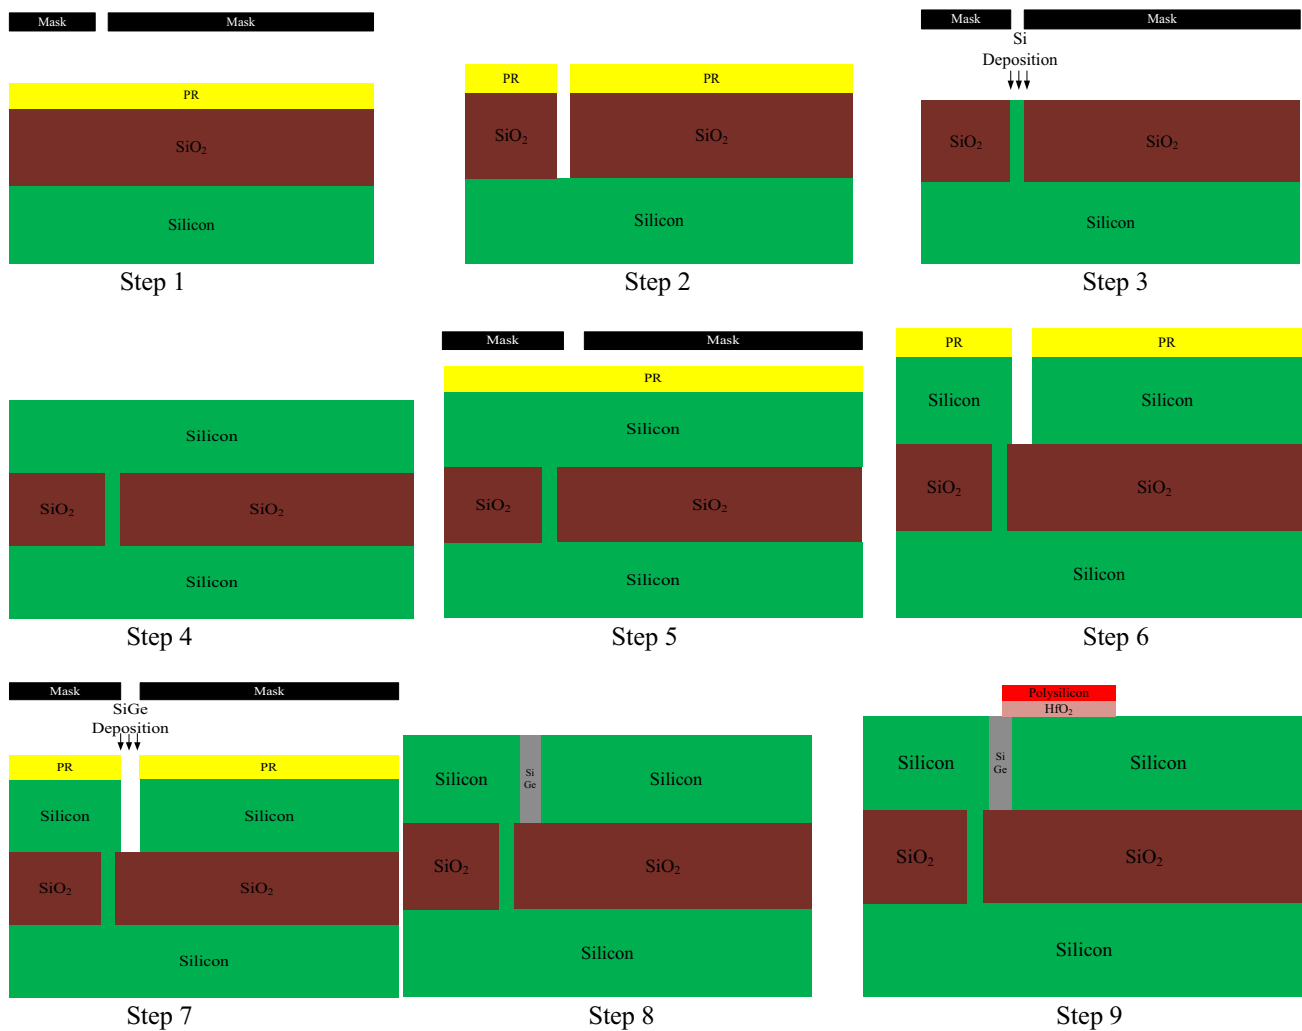 Mask Mask
PR
SiO₂
Silicon
Step 1
PR PR
SiO₂ SiO₂
Silicon
Step 2
Mask Mask
Si
Deposition
SiO₂ SiO₂
Silicon
Step 3
Silicon
SiO₂ SiO₂
Silicon
Step 4
Mask Mask
PR
Silicon
SiO₂ SiO₂
Silicon
Step 5
PR PR
Silicon Silicon
SiO₂ SiO₂
Silicon
Step 6
Mask Mask
SiGe
Deposition
PR PR
Silicon Silicon
SiO₂ SiO₂
Silicon
Step 7
Silicon Si Silicon
Ge
SiO₂ SiO₂
Silicon
Step 8
Polysilicon
HfO₂
Silicon Si Silicon
Ge
SiO₂ SiO₂
Silicon
Step 9